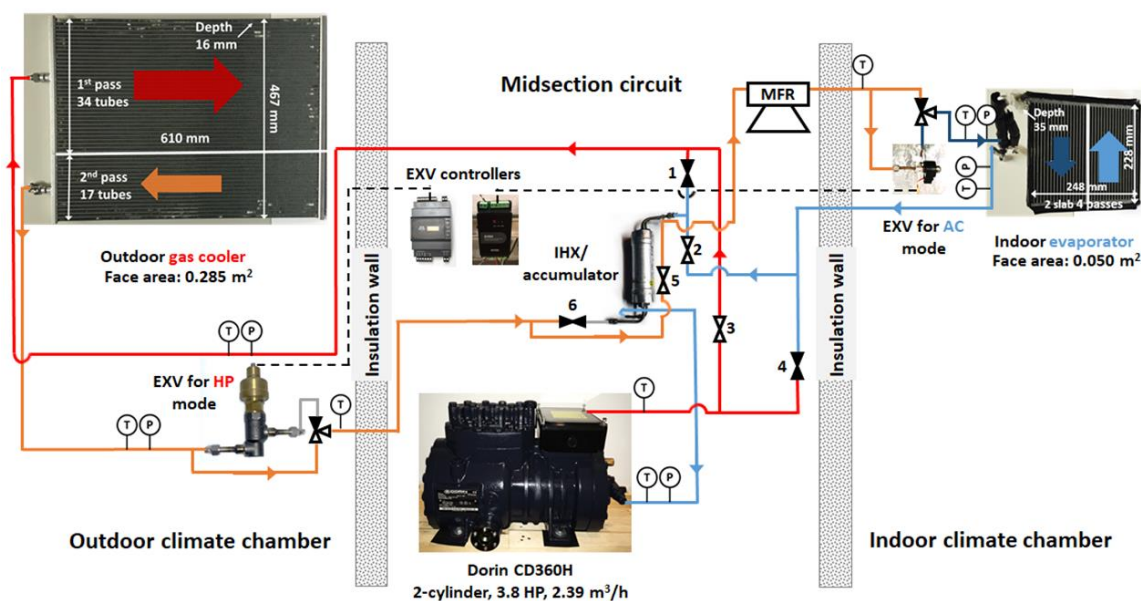 Depth
16 mm
1st pass
34 tubes
467 mm
610 mm
2nd pass
17 tubes
Outdoor gas cooler
Face area: 0.285 m²
T
P
EXV for HP
mode
T
P
T
Outdoor climate chamber
Insulation wall
Midsection circuit
EXV controllers
IHX/
accumulator
MFR
1
2
3
4
5
6
T
T
P
Dorin CD360H
2-cylinder, 3.8 HP, 2.39 m³/h
Insulation wall
T
T
P
P
T
Depth
35 mm
228 mm
248 mm
2 slab 4 passes
EXV for AC
mode
Indoor evaporator
Face area: 0.050 m²
Indoor climate chamber